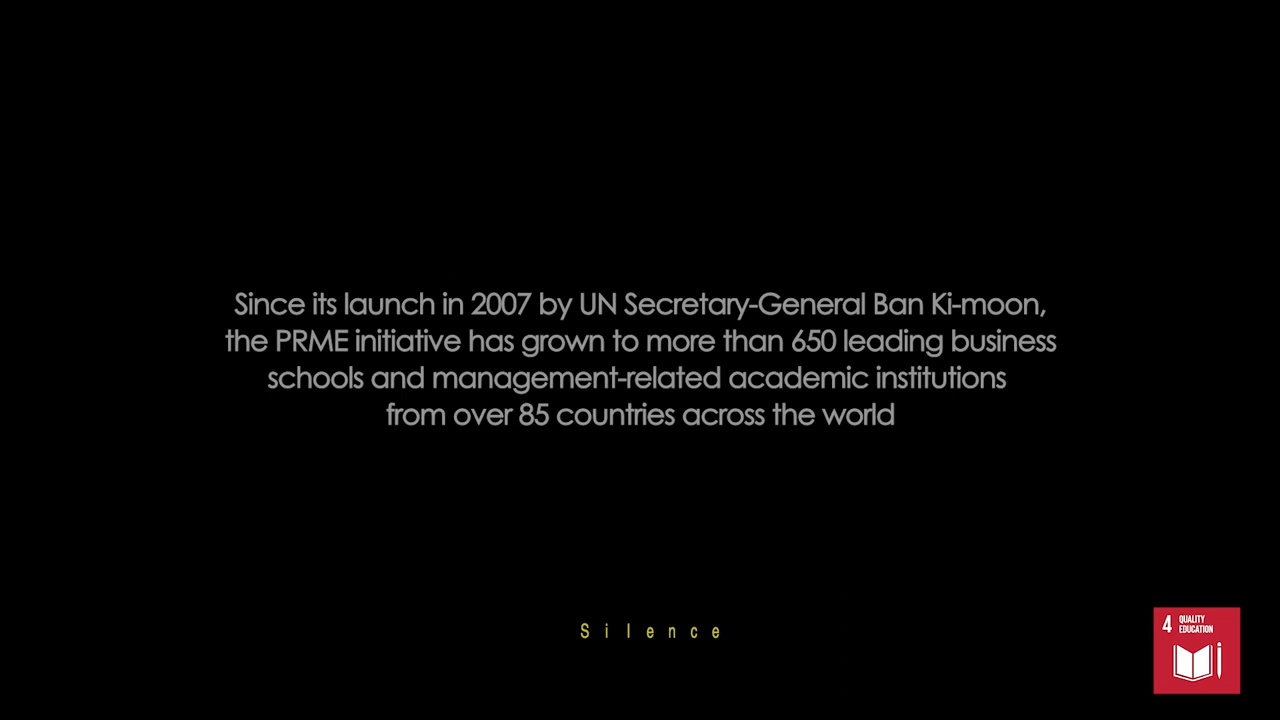 Since its launch in 2007 by UN Secretary-General Ban Ki-moon,
the PRME initiative has grown to more than 650 leading business
schools and management-related academic institutions
from over 85 countries across the world
Silence
4 QUALITY
EDUCATION